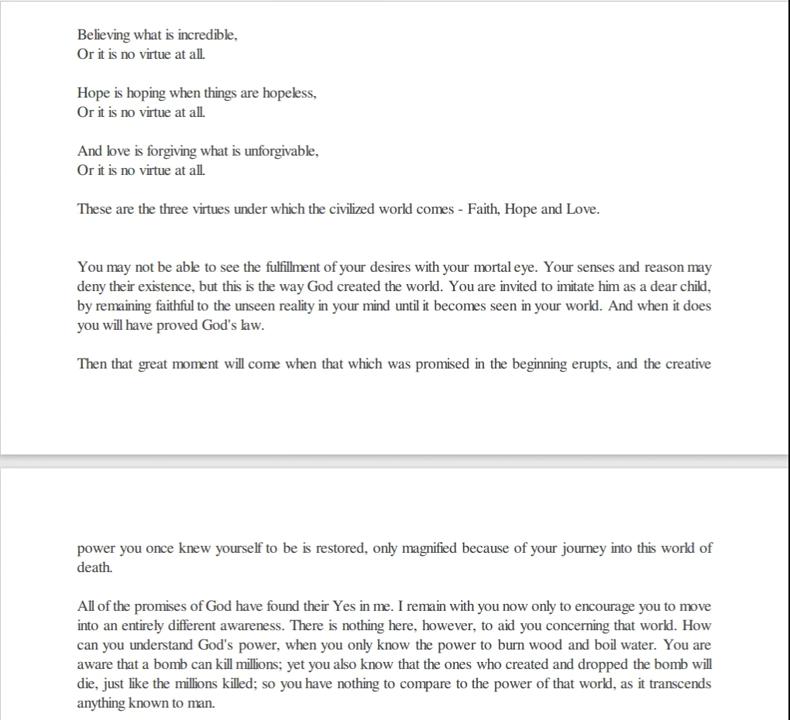 Believing what is incredible,
Or it is no virtue at all.
Hope is hoping when things are hopeless,
Or it is no virtue at all.
And love is forgiving what is unforgivable,
Or it is no virtue at all.
These are the three virtues under which the civilized world comes - Faith, Hope and Love.
You may not be able to see the fulfillment of your desires with your mortal eye. Your senses and reason may
deny their existence, but this is the way God created the world. You are invited to imitate him as a dear child,
by remaining faithful to the unseen reality in your mind until it becomes seen in your world. And when it does
you will have proved God's law.
Then that great moment will come when that which was promised in the beginning erupts, and the creative
power you once knew yourself to be is restored, only magnified because of your journey into this world of
death.
All of the promises of God have found their Yes in me. I remain with you now only to encourage you to move
into an entirely different awareness. There is nothing here, however, to aid you concerning that world. How
can you understand God's power, when you only know the power to burn wood and boil water. You are
aware that a bomb can kill millions; yet you also know that the ones who created and dropped the bomb will
die, just like the millions killed; so you have nothing to compare to the power of that world, as it transcends
anything known to man.